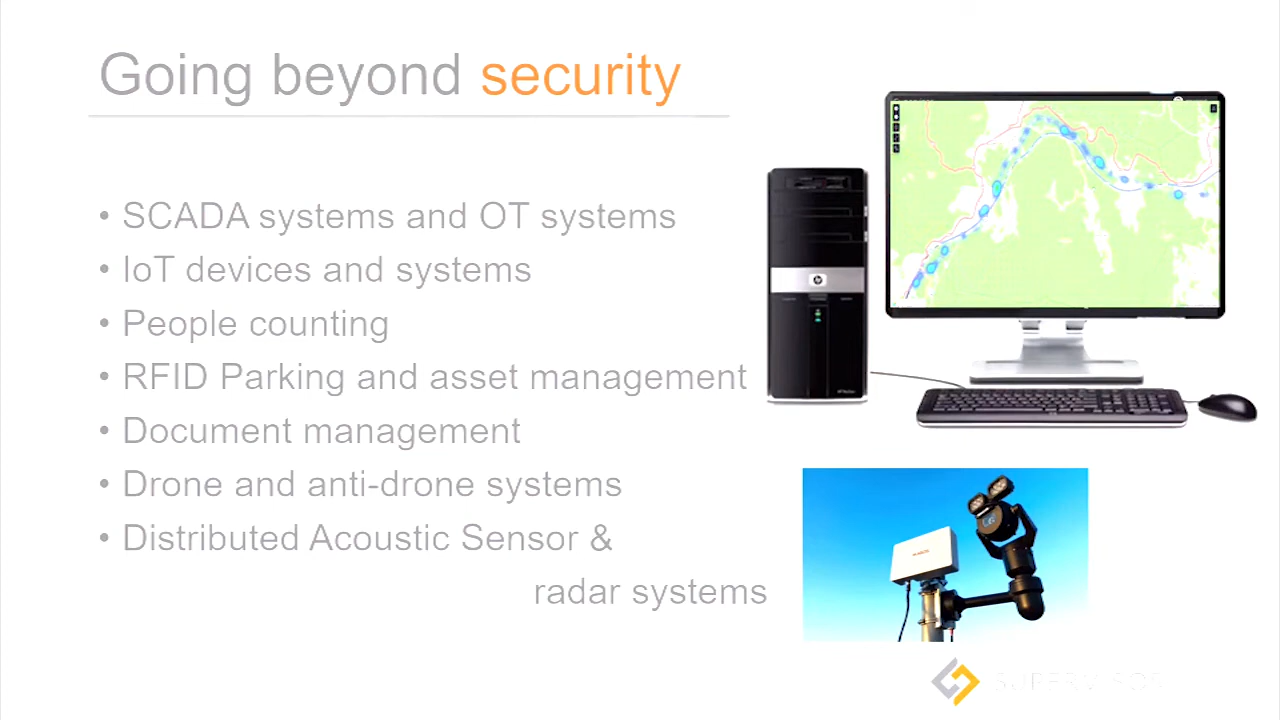 Going beyond security
• SCADA systems and OT systems
• IoT devices and systems
• People counting
• RFID Parking and asset management
• Document management
• Drone and anti-drone systems
• Distributed Acoustic Sensor &
radar systems